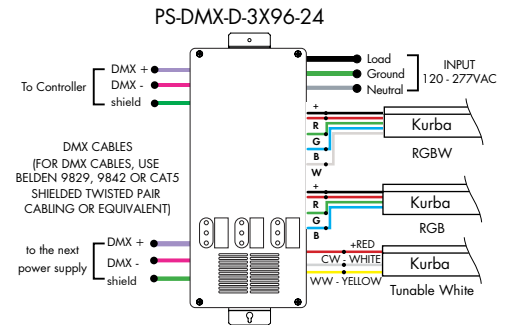 PS-DMX-D-3X96-24
DMX +
DMX -
shield
To Controller
DMX CABLES
(FOR DMX CABLES, USE
BELDEN 9829, 9842 OR CAT5
SHIELDED TWISTED PAIR
CABLING OR EQUIVALENT)
to the next
power supply
DMX +
DMX -
shield
Load
Ground
Neutral
INPUT
120 - 277VAC
+
R
G
B
W
Kurba
RGBW
+
R
G
B
Kurba
RGB
+RED
CW - WHITE
WW - YELLOW
Kurba
Tunable White